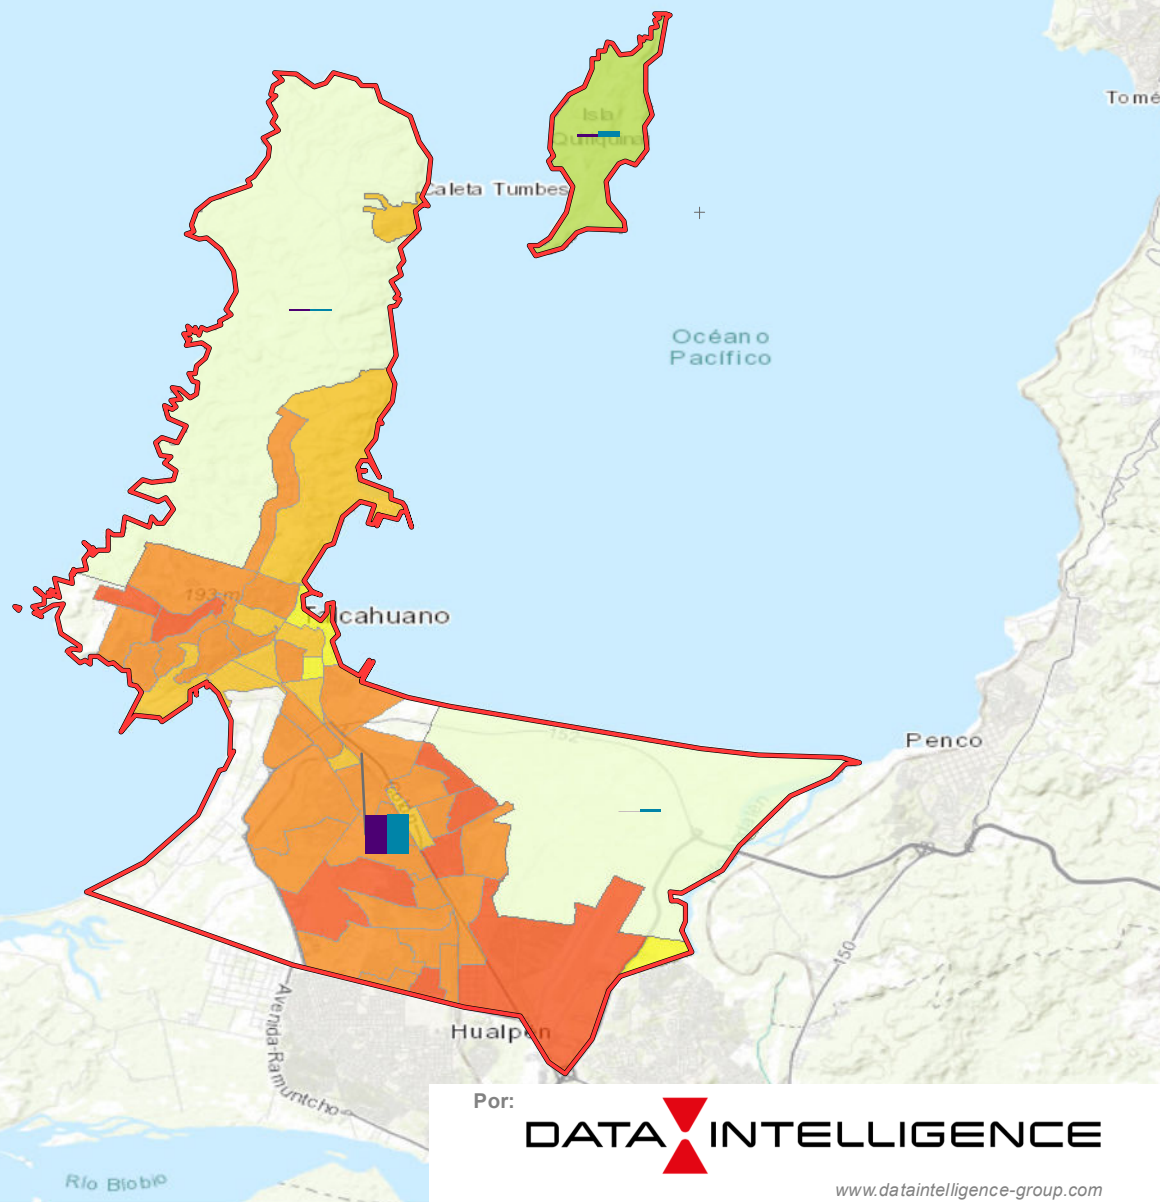 Tomé
Isla
Quiriquina
Caleta Tumbes
Océano
Pacífico
193 m
Talcahuano
152
Penco
150
Avenida Ramuntcho
Hualpén
Río Biobio
Por:
DATA INTELLIGENCE
www.dataintelligence-group.com